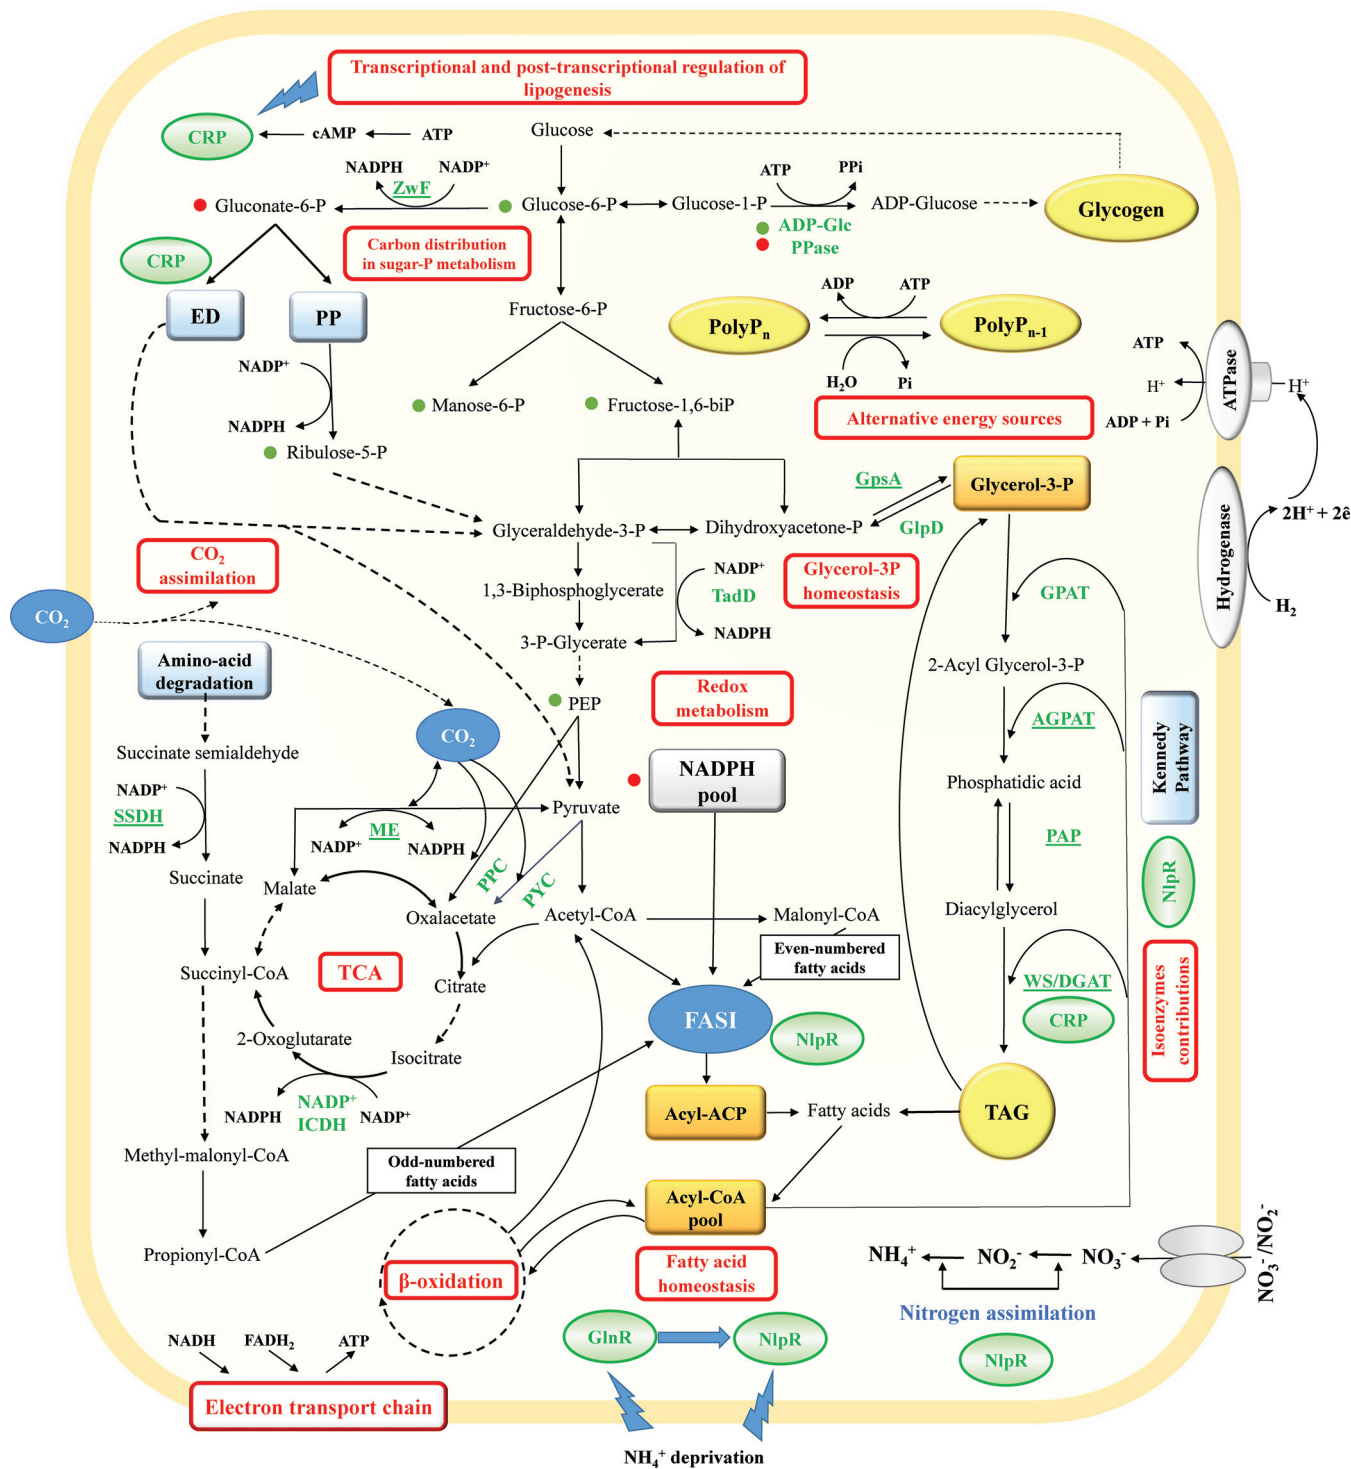 Transcriptional and post-transcriptional regulation of
lipogenesis
CRP
cAMP
ATP
Glucose
NADPH
NADP⁺
ZwF
ATP
PPi
Gluconate-6-P
Glucose-6-P
Glucose-1-P
ADP-Glucose
Glycogen
ADP-Glc
PPase
Carbon distribution
in sugar-P metabolism
CRP
ED
PP
Fructose-6-P
ADP
ATP
PolyPₙ
PolyPₙ₋₁
H₂O
Pi
ATP
H⁺
ADP + Pi
ATPase
H⁺
NADP⁺
NADPH
Ribulose-5-P
Manose-6-P
Fructose-1,6-biP
Alternative energy sources
GpsA
GlpD
Glycerol-3-P
Glyceraldehyde-3-P
Dihydroxyacetone-P
Hydrogenase
2H⁺ + 2ê
H₂
CO₂
assimilation
CO₂
1,3-Biphosphoglycerate
NADP⁺
TadD
NADPH
Glycerol-3P
homeostasis
GPAT
3-P-Glycerate
2-Acyl Glycerol-3-P
Amino-acid
degradation
PEP
Redox
metabolism
AGPAT
Kennedy
Pathway
CO₂
Succinate semialdehyde
NADP⁺
SSDH
NADPH
NADPH
pool
Phosphatidic acid
Pyruvate
ME
NADP⁺
NADPH
PAP
PPC
PYC
Succinate
Malate
NlpR
Oxalacetate
Acetyl-CoA
Malonyl-CoA
Diacylglycerol
Even-numbered
fatty acids
Succinyl-CoA
TCA
Citrate
WS/DGAT
CRP
Isoenzymes
contributions
FASI
NlpR
2-Oxoglutarate
Isocitrate
NADPH
NADP⁺
ICDH
NADP⁺
Acyl-ACP
Fatty acids
TAG
Methyl-malonyl-CoA
Odd-numbered
fatty acids
Acyl-CoA
pool
Propionyl-CoA
β-oxidation
Fatty acid
homeostasis
NH₄⁺
NO₂⁻
NO₃⁻
NO₃⁻/NO₂⁻
Nitrogen assimilation
NlpR
GlnR
NlpR
NADH
FADH₂
ATP
Electron transport chain
NH₄⁺ deprivation